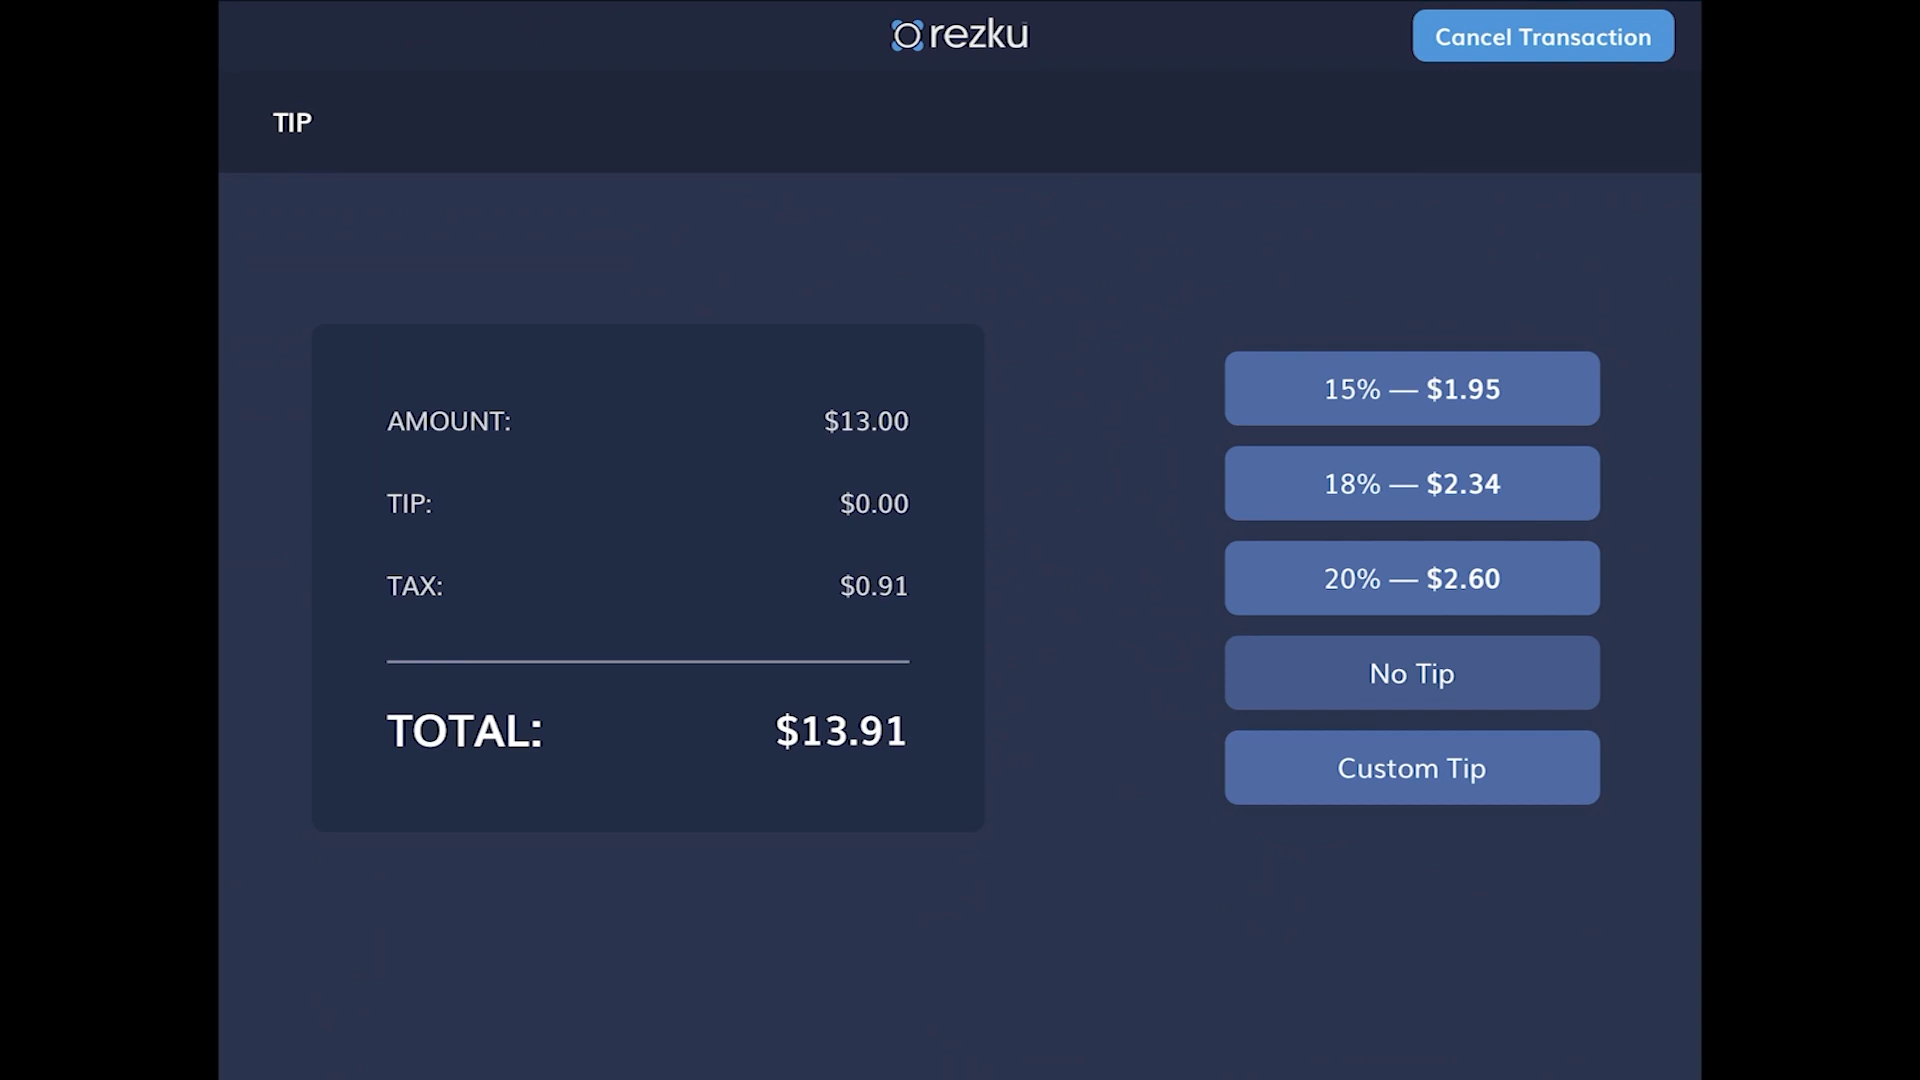 rezku
Cancel Transaction
TIP
AMOUNT: $13.00
TIP: $0.00
TAX: $0.91
TOTAL: $13.91
15% — $1.95
18% — $2.34
20% — $2.60
No Tip
Custom Tip